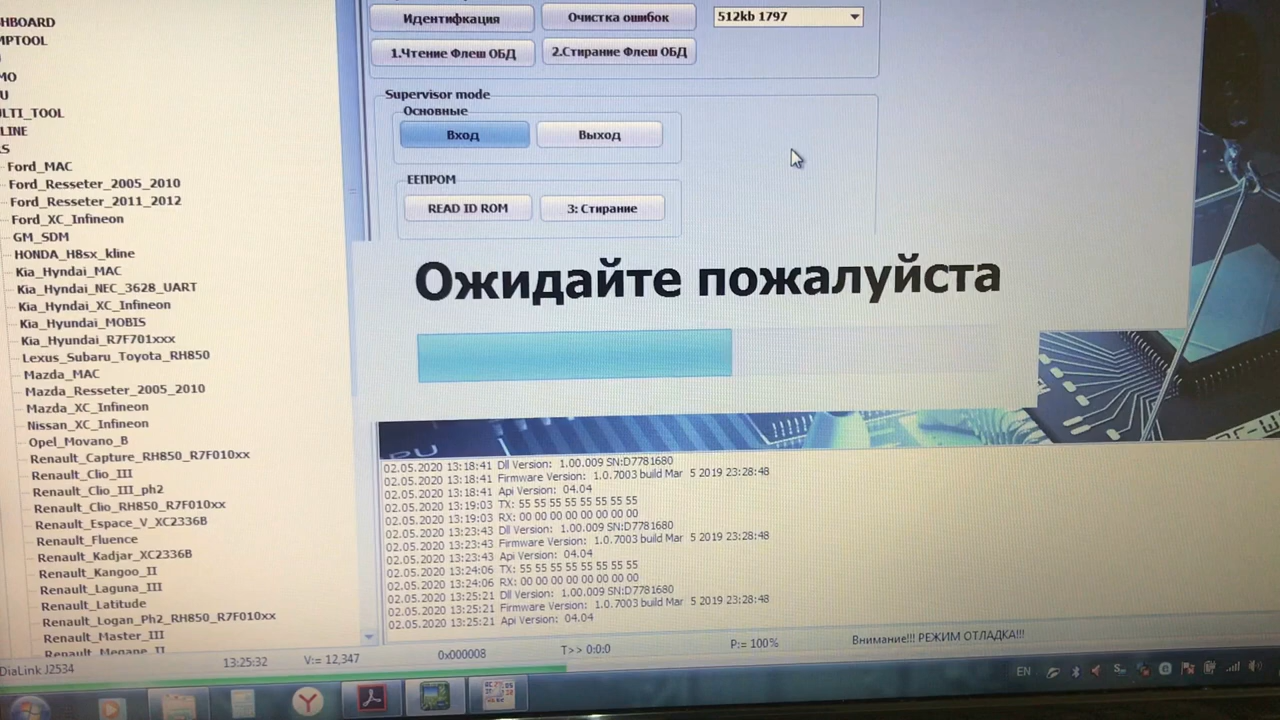 HBOARD
MPTOOL
MO
U
LTI_TOOL
LINE
S
Ford_MAC
Ford_Resseter_2005_2010
Ford_Resseter_2011_2012
Ford_XC_Infineon
GM_SDM
HONDA_H8sx_kline
Kia_Hyndai_MAC
Kia_Hyndai_NEC_3628_UART
Kia_Hyndai_XC_Infineon
Kia_Hyundai_MOBIS
Kia_Hyundai_R7F701xxx
Lexus_Subaru_Toyota_RH850
Mazda_MAC
Mazda_Resseter_2005_2010
Mazda_XC_Infineon
Nissan_XC_Infineon
Opel_Movano_B
Renault_Capture_RH850_R7F010xx
Renault_Clio_III
Renault_Clio_III_ph2
Renault_Clio_RH850_R7F010xx
Renault_Espace_V_XC2336B
Renault_Fluence
Renault_Kadjar_XC2336B
Renault_Kangoo_II
Renault_Laguna_III
Renault_Latitude
Renault_Logan_Ph2_RH850_R7F010xx
Renault_Master_III
Renault_Megane_II
Идентифкация Очистка ошибок 512kb 1797
1.Чтение Флеш ОБД 2.Стирание Флеш ОБД
Supervisor mode
Основные
Вход Выход
ЕЕПРОМ
READ ID ROM 3: Стирание
Ожидайте пожалуйста
02.05.2020 13:18:41 Dll Version: 1.00.009 SN:D7781680
02.05.2020 13:18:41 Firmware Version: 1.0.7003 build Mar 5 2019 23:28:48
02.05.2020 13:18:41 Api Version: 04.04
02.05.2020 13:19:03 TX: 55 55 55 55 55 55 55 55
02.05.2020 13:19:03 RX: 00 00 00 00 00 00 00 00
02.05.2020 13:23:43 Dll Version: 1.00.009 SN:D7781680
02.05.2020 13:23:43 Firmware Version: 1.0.7003 build Mar 5 2019 23:28:48
02.05.2020 13:23:43 Api Version: 04.04
02.05.2020 13:24:06 TX: 55 55 55 55 55 55 55 55
02.05.2020 13:24:06 RX: 00 00 00 00 00 00 00 00
02.05.2020 13:25:21 Dll Version: 1.00.009 SN:D7781680
02.05.2020 13:25:21 Firmware Version: 1.0.7003 build Mar 5 2019 23:28:48
02.05.2020 13:25:21 Api Version: 04.04
DiaLink J2534 13:25:32 V:= 12,347 0x000008 T>> 0:0:0 P:= 100% Внимание!!! РЕЖИМ ОТЛАДКА!!!
EN